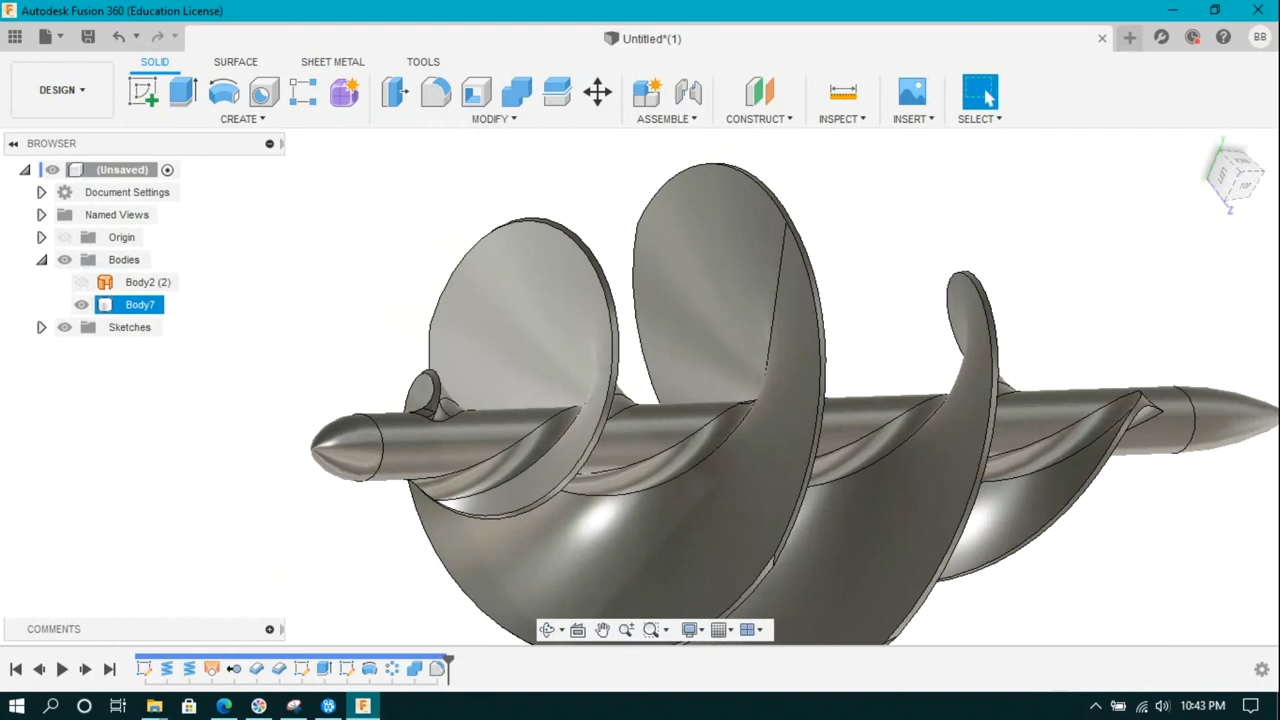 Autodesk Fusion 360 (Education License)
Untitled*(1)
BB
DESIGN
SOLID
SURFACE
SHEET METAL
TOOLS
CREATE
MODIFY
ASSEMBLE
CONSTRUCT
INSPECT
INSERT
SELECT
BROWSER
(Unsaved)
Document Settings
Named Views
Origin
Bodies
Body2 (2)
Body7
Sketches
TOP
Z
COMMENTS
10:43 PM